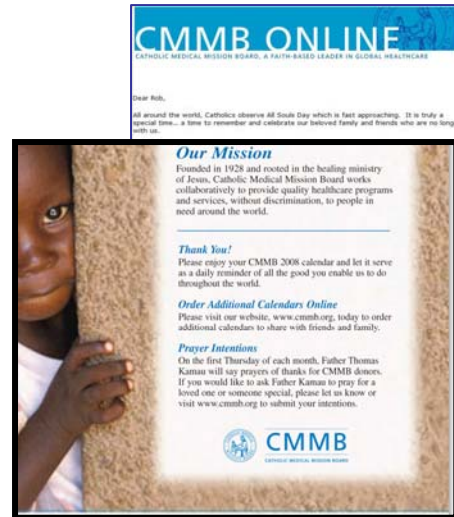 CMMB ONLINE
CATHOLIC MEDICAL MISSION BOARD, A FAITH-BASED LEADER IN GLOBAL HEALTHCARE
Dear Rob,
All around the world, Catholics observe All Souls Day which is fast approaching. It is truly a
special time... a time to remember and celebrate our beloved family and friends who are no long
with us.
Our Mission
Founded in 1928 and rooted in the healing ministry
of Jesus, Catholic Medical Mission Board works
collaboratively to provide quality healthcare programs
and services, without discrimination, to people in
need around the world.
Thank You!
Please enjoy your CMMB 2008 calendar and let it serve
as a daily reminder of all the good you enable us to do
throughout the world.
Order Additional Calendars Online
Please visit our website, www.cmmb.org, today to order
additional calendars to share with friends and family.
Prayer Intentions
On the first Thursday of each month, Father Thomas
Kamau will say prayers of thanks for CMMB donors.
If you would like to ask Father Kamau to pray for a
loved one or someone special, please let us know or
visit www.cmmb.org to submit your intentions.
CMMB
CATHOLIC MEDICAL MISSION BOARD